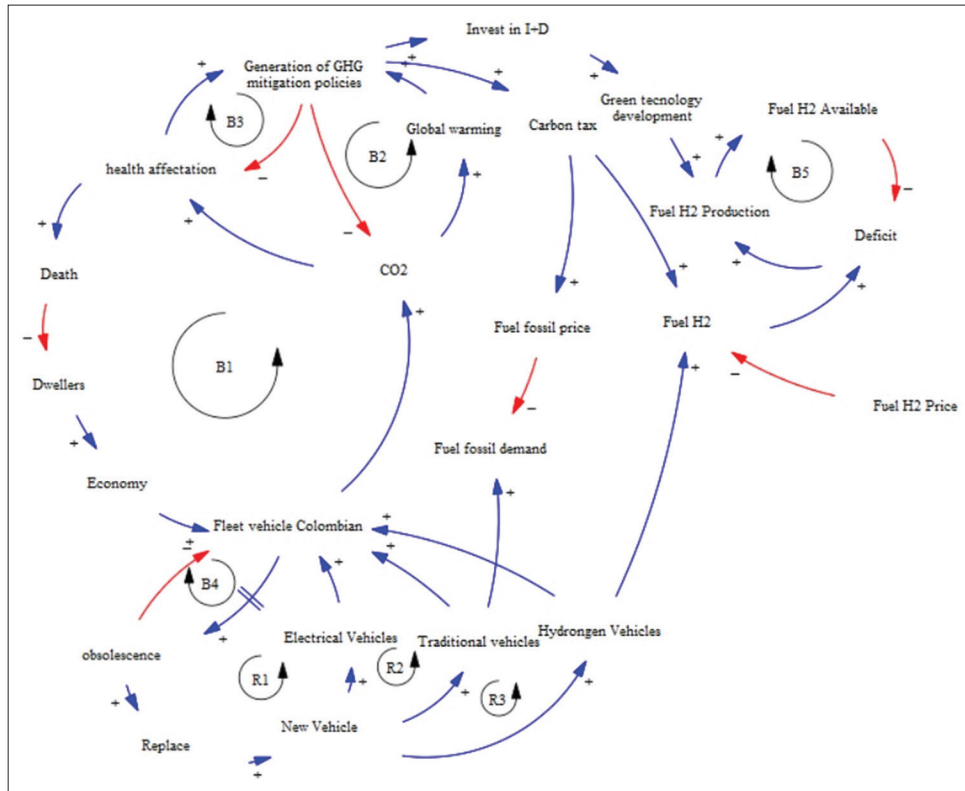 Invest in I+D
Generation of GHG
mitigation policies
+
+
+
+
+
Green tecnology
development
Fuel H2 Available
B3
B2
Global warming
Carbon tax
+
+
B5
health affectation
−
+
−
Fuel H2 Production
−
+
+
Deficit
Death
CO2
+
+
+
+
−
+
Fuel fossil price
Fuel H2
B1
Dwellers
+
−
+
−
Fuel H2 Price
+
Fuel fossil demand
Economy
+
Fleet vehicle Colombian
+
+
+
−
B4
+
+
Electrical Vehicles
Traditional vehicles
Hydrongen Vehicles
obsolescence
R1
R2
R3
+
+
+
+
New Vehicle
Replace
+